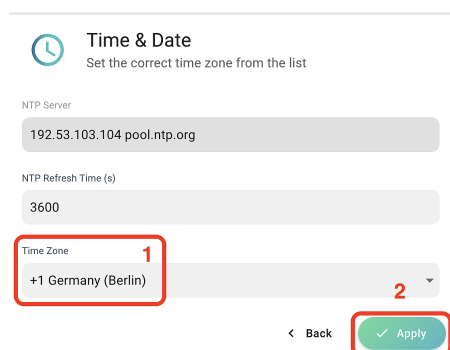 Time & Date
Set the correct time zone from the list
NTP Server
192.53.103.104 pool.ntp.org
NTP Refresh Time (s)
3600
Time Zone
1
+1 Germany (Berlin)
2
Back
Apply